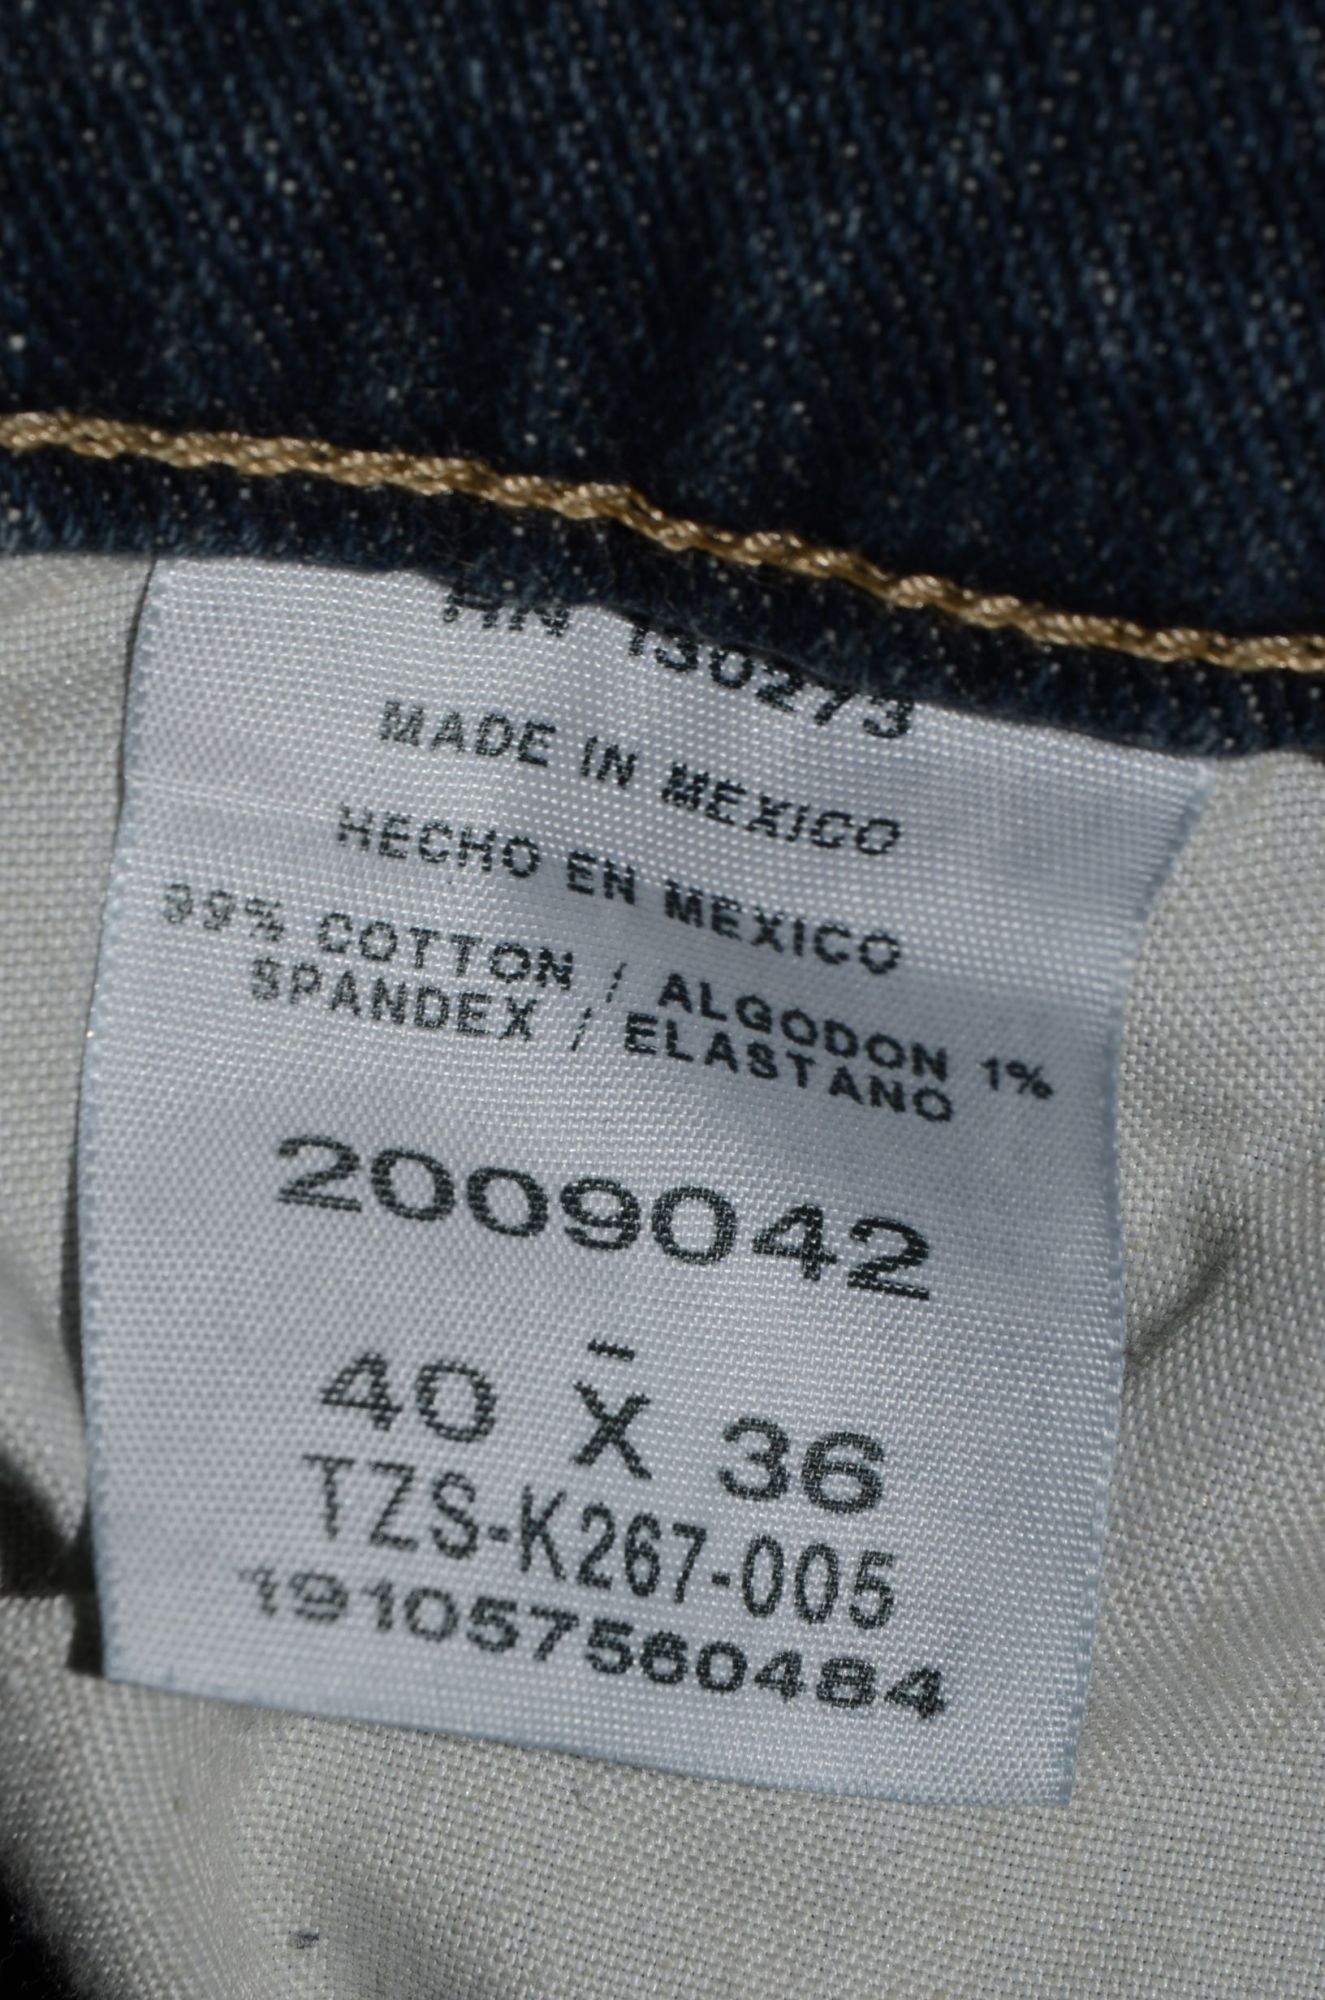 RN 130273
MADE IN MEXICO
HECHO EN MEXICO
99% COTTON / ALGODON 1%
SPANDEX / ELASTANO
2009042
-
40 X 36
TZS-K267-005
191057560484